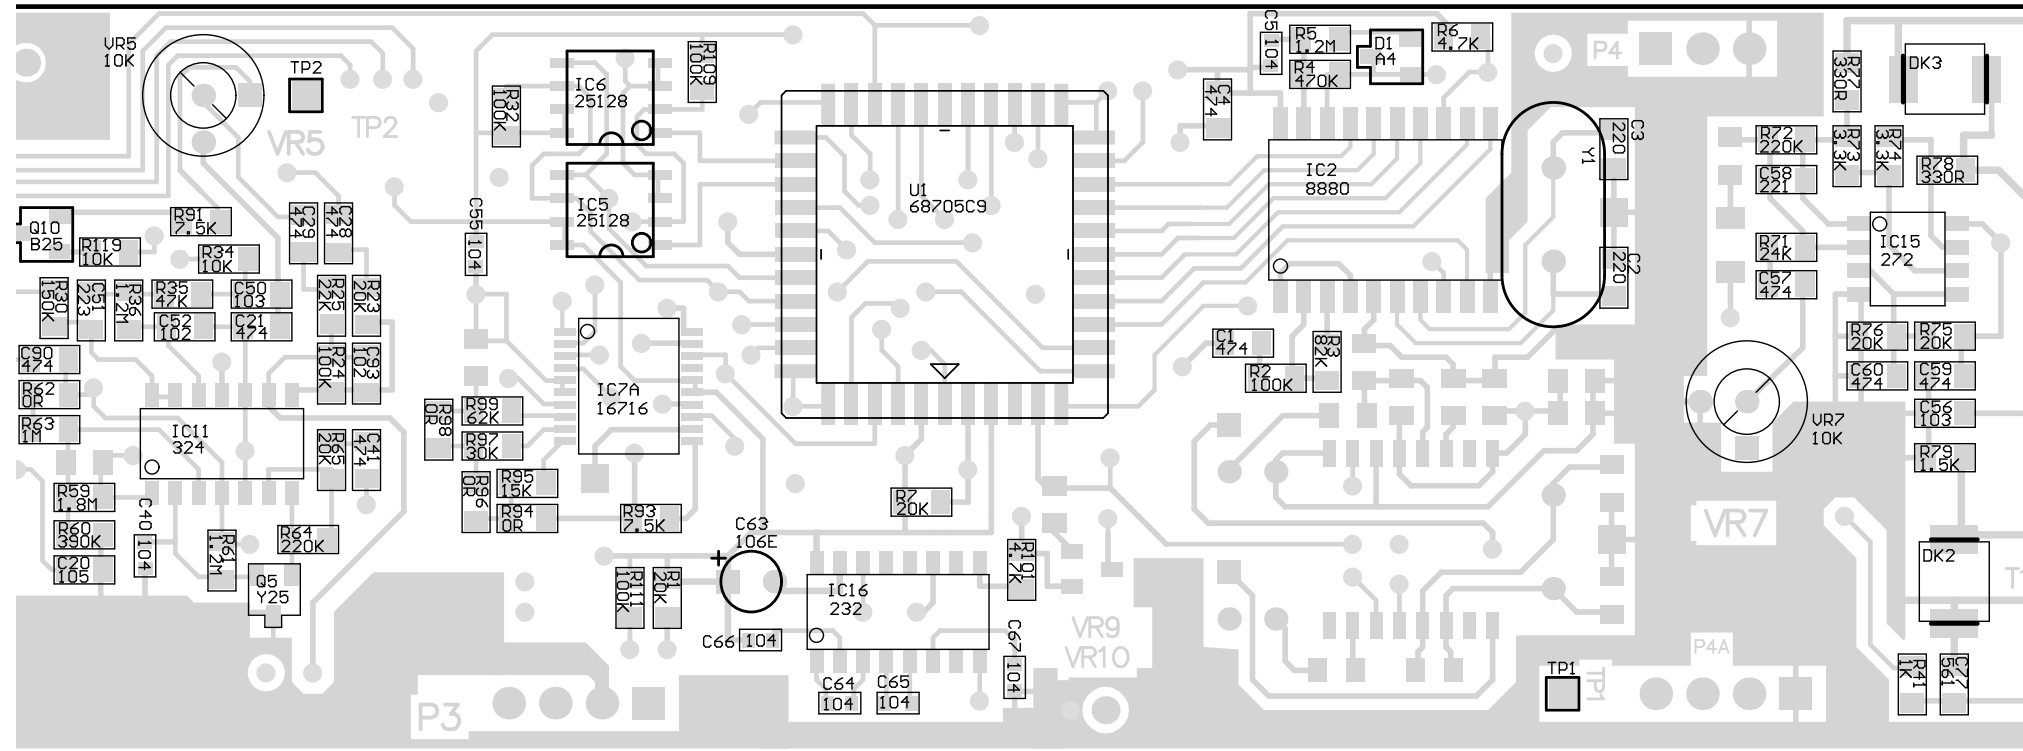 VR5
10K
TP2
VR5
TP2
IC6
25128
R109
100K
R32
100K
IC5
25128
C55
104
U1
68705C9
C5
104
R5
1.2M
R4
470K
D1
A4
R6
4.7K
C4
474
IC2
8880
Y1
C3
220
C2
220
P4
R77
330R
DK3
R72
220K
R73
3.3K
R74
3.3K
R78
330R
C58
221
R71
24K
C57
474
IC15
272
R76
20K
R75
20K
C60
474
C59
474
C56
103
R79
1.5K
VR7
10K
VR7
Q10
B25
R119
10K
R91
7.5K
R34
10K
C29
474
C28
474
R30
150K
C51
223
R36
1.2M
R35
47K
C50
103
C52
102
C21
474
R25
22K
R23
20K
C90
474
R62
0R
R63
1M
R24
100K
C93
102
IC11
324
R65
20K
C41
474
R59
1.8M
R60
390K
C20
105
C40
104
R61
1.2M
R64
220K
Q5
Y25
IC7A
16716
R98
0R
R99
62K
R97
30K
R96
0R
R95
15K
R94
0R
R93
7.5K
C1
474
R2
100K
R3
82K
R7
20K
C63
106E
+
R111
100K
R1
20K
C66
104
IC16
232
R101
4.7K
C67
104
C64
104
C65
104
VR9
VR10
P3
TP1
TP1
P4A
DK2
T1
R41
1K
C77
561